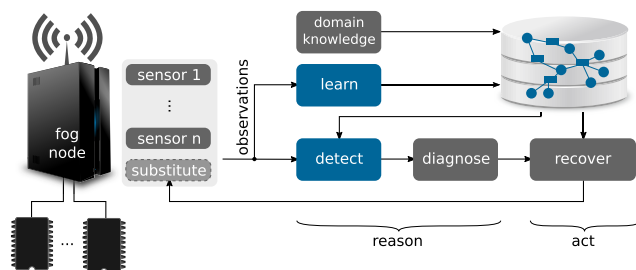 domain
knowledge
sensor 1
learn
⋮
observations
sensor n
fog
node
detect
diagnose
recover
substitute
...
reason
act